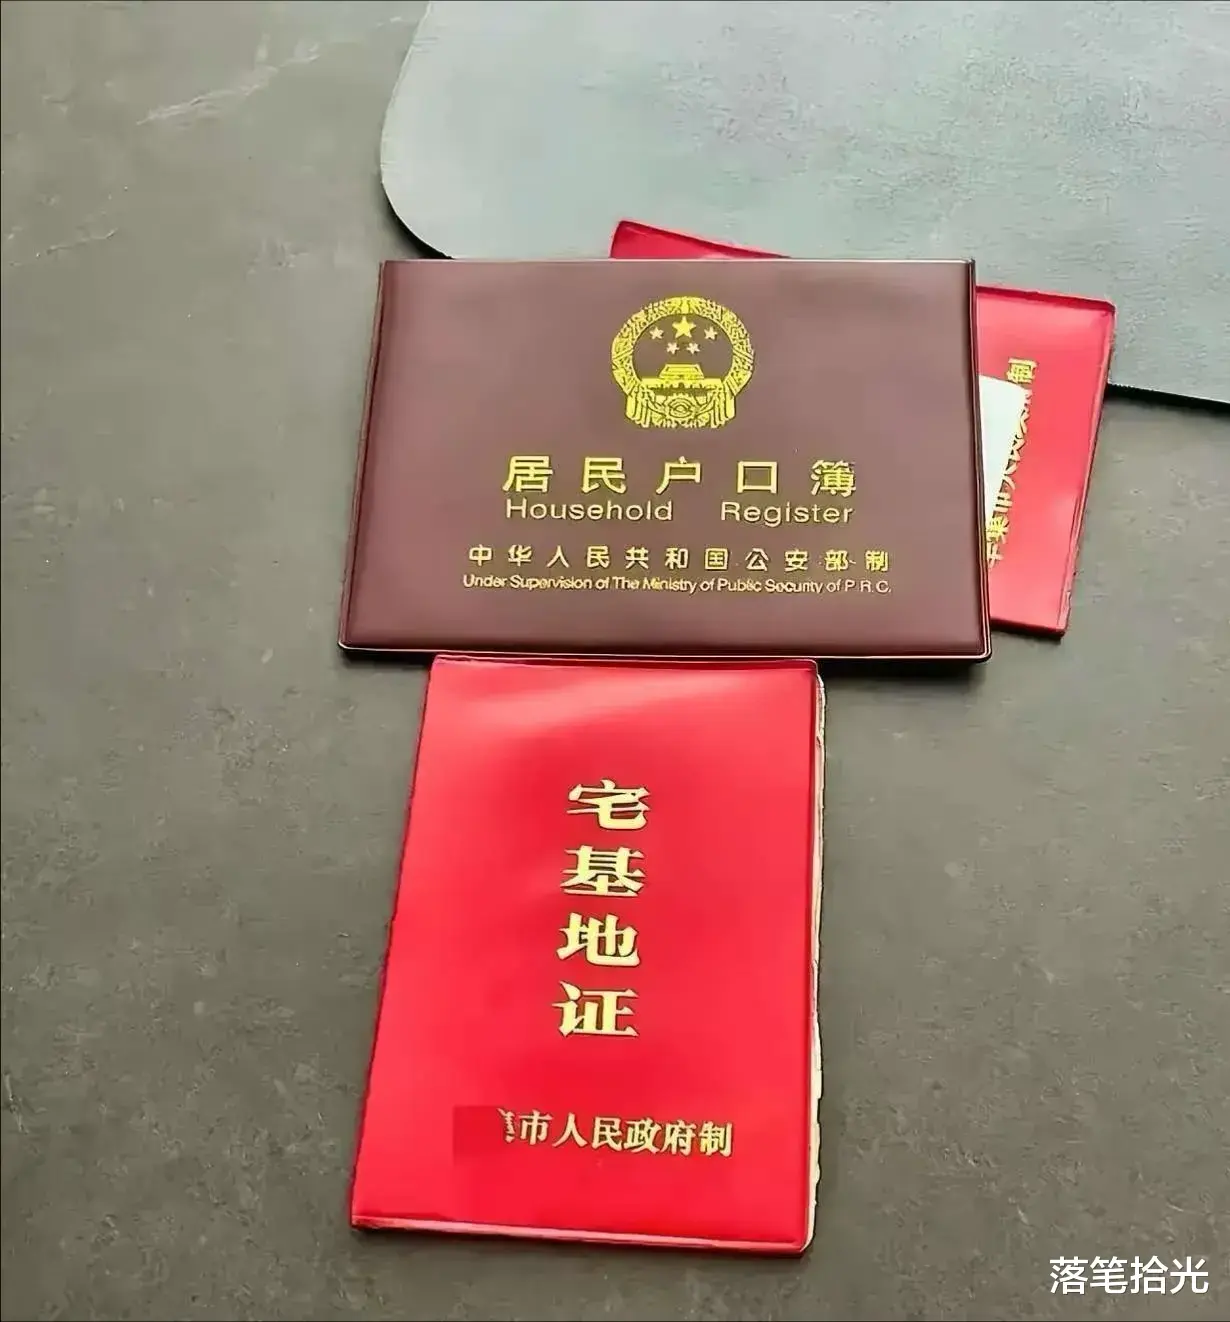 居民户口簿
Household Register
中华人民共和国公安部制
Under Supervision of The Ministry of Public Security of P.R.C.
宅
基
地
证
市人民政府制
制
落笔拾光